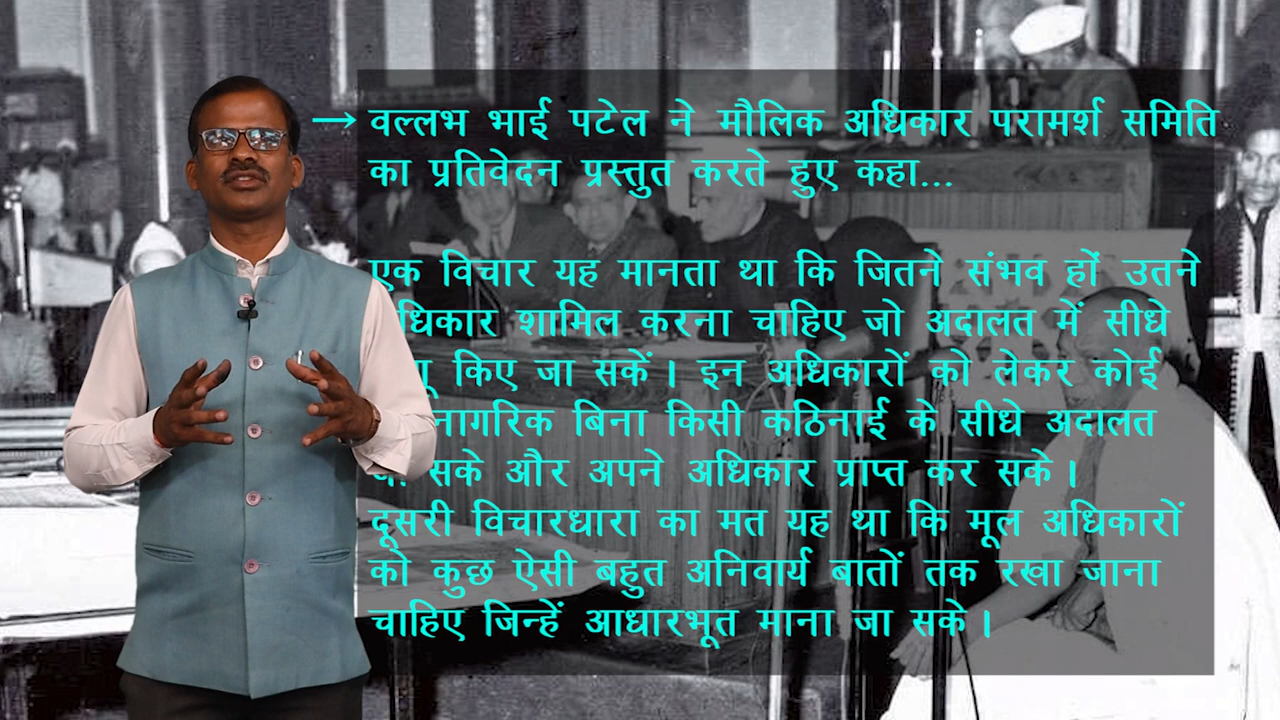 → वल्लभ भाई पटेल ने मौलिक अधिकार परामर्श समिति
का प्रतिवेदन प्रस्तुत करते हुए कहा...
एक विचार यह मानता था कि जितने संभव हों उतने
शामिल करना चाहिए जो अदालत में सीधे
किए जा सकें। इन अधिकारों को लेकर कोई
नागरिक बिना किसी कठिनाई के सीधे अदालत
सके और अपने अधिकार प्राप्त कर सके।
दूसरी विचारधारा का मत यह था कि मूल अधिकारों
को कुछ ऐसी बहुत अनिवार्य बातों तक रखा जाना
चाहिए जिन्हें आधारभूत माना जा सके।